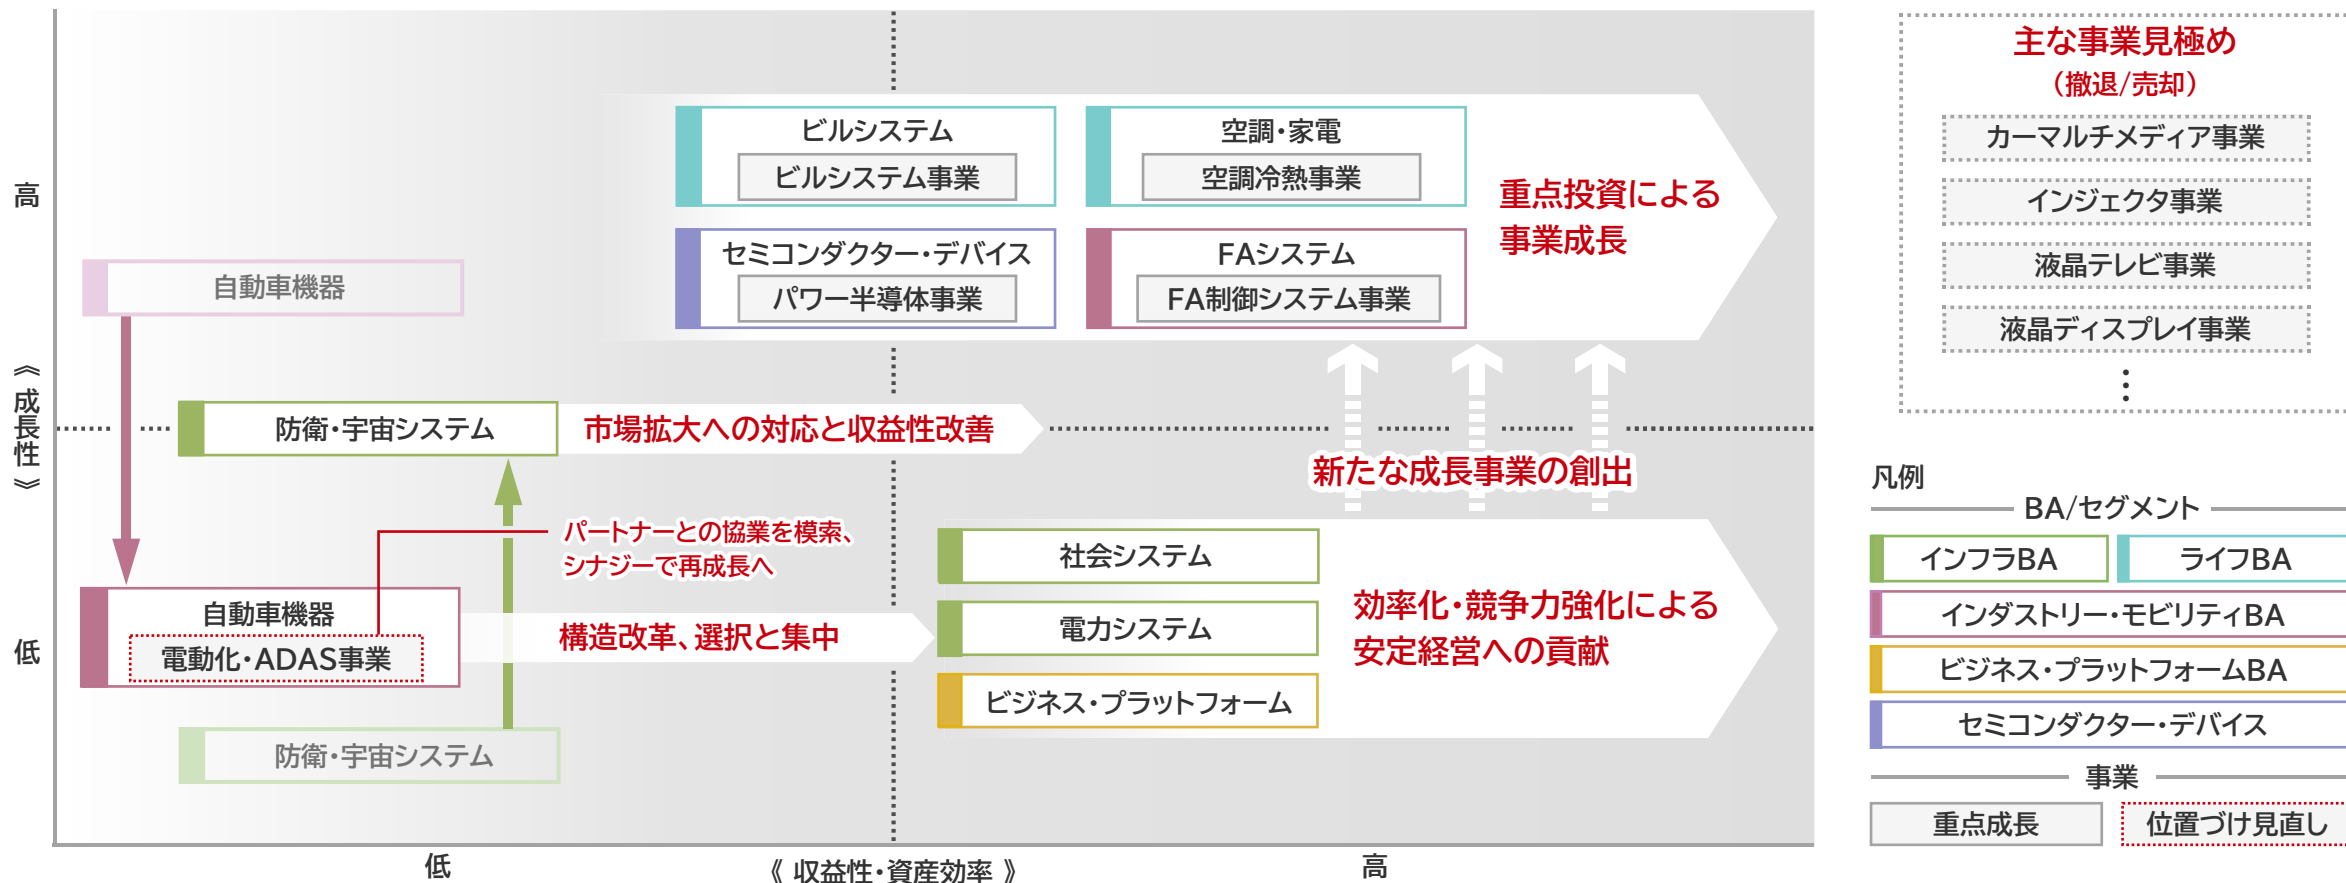 高
《成長性》
低
ビルシステム
ビルシステム事業
空調・家電
空調冷熱事業
セミコンダクター・デバイス
パワー半導体事業
FAシステム
FA制御システム事業
重点投資による
事業成長
自動車機器
防衛・宇宙システム
市場拡大への対応と収益性改善
新たな成長事業の創出
パートナーとの協業を模索、
シナジーで再成長へ
自動車機器
電動化・ADAS事業
構造改革、選択と集中
社会システム
電力システム
ビジネス・プラットフォーム
効率化・競争力強化による
安定経営への貢献
防衛・宇宙システム
低
《 収益性・資産効率 》
高
主な事業見極め
（撤退/売却）
カーマルチメディア事業
インジェクタ事業
液晶テレビ事業
液晶ディスプレイ事業
⋮
凡例
BA/セグメント
インフラBA
ライフBA
インダストリー・モビリティBA
ビジネス・プラットフォームBA
セミコンダクター・デバイス
事業
重点成長
位置づけ見直し